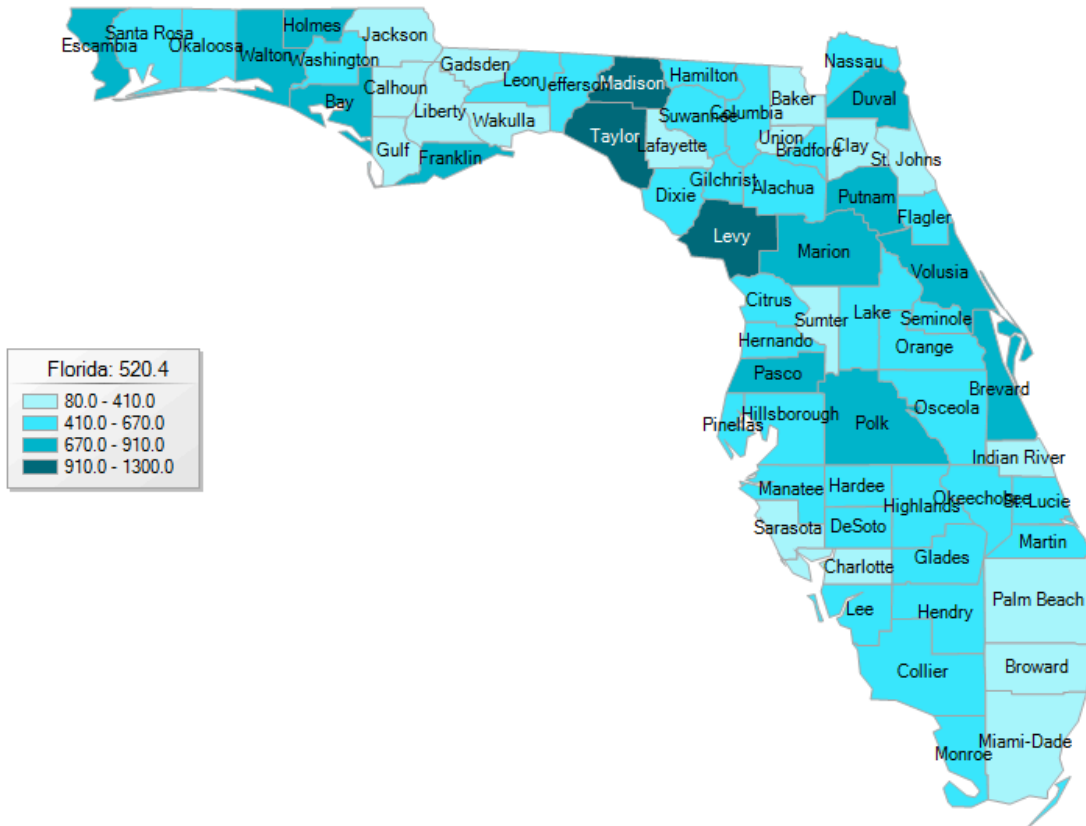 Holmes
Jackson
Santa Rosa
Escambia
Okaloosa
Walton
Washington
Bay
Calhoun
Gulf
Gadsden
Liberty
Franklin
Leon
Wakulla
Jefferson
Madison
Taylor
Hamilton
Suwannee
Lafayette
Columbia
Dixie
Gilchrist
Baker
Union
Bradford
Alachua
Nassau
Duval
Clay
St. Johns
Putnam
Flagler
Levy
Marion
Volusia
Citrus
Sumter
Lake
Seminole
Hernando
Orange
Pasco
Brevard
Pinellas
Hillsborough
Polk
Osceola
Indian River
Manatee
Hardee
Highlands
Okeechobee
St. Lucie
Sarasota
DeSoto
Martin
Charlotte
Glades
Lee
Hendry
Palm Beach
Collier
Broward
Monroe
Miami-Dade
Florida: 520.4
80.0 - 410.0
410.0 - 670.0
670.0 - 910.0
910.0 - 1300.0